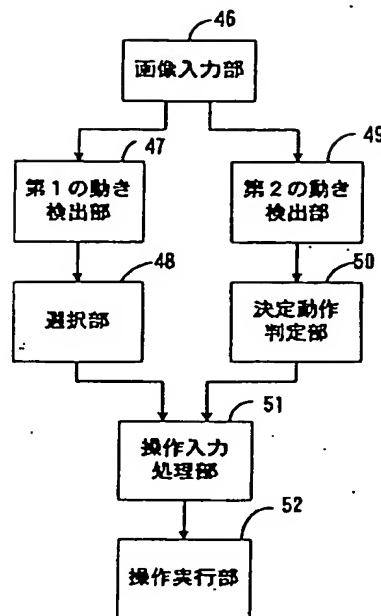 46
画像入力部
47
第1の動き
検出部
49
第2の動き
検出部
48
選択部
50
決定動作
判定部
51
操作入力
処理部
52
操作実行部